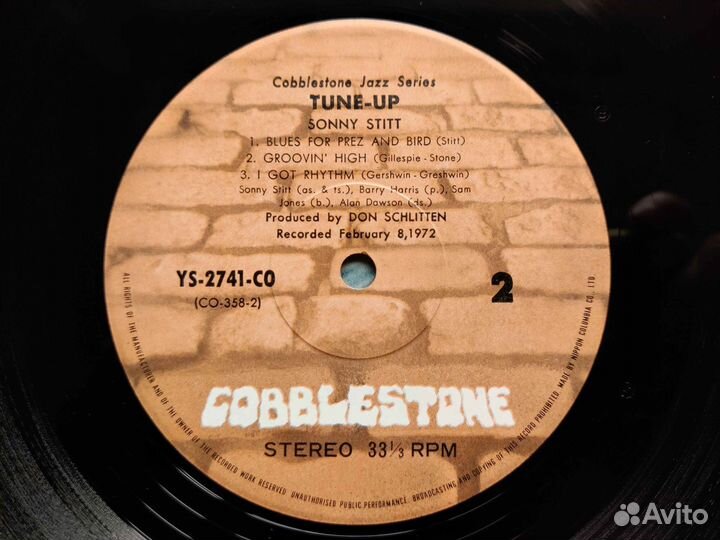 Cobblestone Jazz Series
TUNE-UP
SONNY STITT
1. BLUES FOR PREZ AND BIRD (Stitt)
2. GROOVIN' HIGH (Gillespie - Stone)
3. I GOT RHYTHM (Gershwin - Greshwin)
Sonny Stitt (as. & ts.), Barry Harris (p.), Sam
Jones (b.), Alan Dawson (ds.)
Produced by DON SCHLITTEN
Recorded February 8,1972
YS-2741-CO
(CO-358-2)
2
COBBLESTONE
STEREO 33 1/3 RPM
ALL RIGHTS OF THE MANUFACTURER AND OF THE OWNER OF THE RECORDED WORK RESERVED UNAUTHORISED PUBLIC PERFORMANCE, BROADCASTING AND COPYING OF THIS RECORD PROHIBITED MADE BY NIPPON COLUMBIA CO., LTD.
Avito